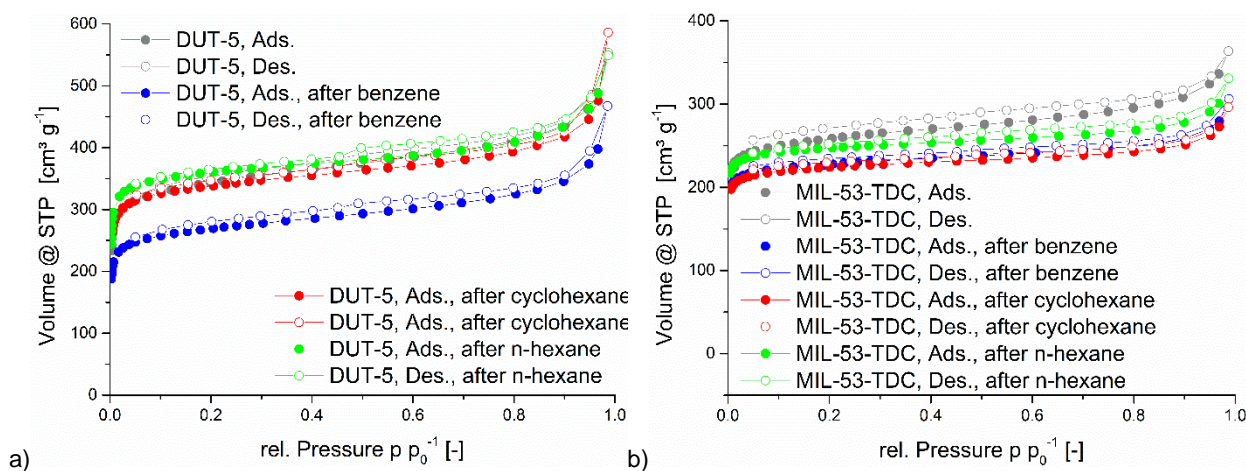 600
500
400
300
200
100
0
Volume @ STP [cm³ g⁻¹]
DUT-5, Ads.
DUT-5, Des.
DUT-5, Ads., after benzene
DUT-5, Des., after benzene
DUT-5, Ads., after cyclohexane
DUT-5, Ads., after cyclohexane
DUT-5, Ads., after n-hexane
DUT-5, Des., after n-hexane
0.0 0.2 0.4 0.6 0.8 1.0
rel. Pressure p p₀⁻¹ [-]
a)
400
300
200
100
0
Volume @ STP [cm³ g⁻¹]
MIL-53-TDC, Ads.
MIL-53-TDC, Des.
MIL-53-TDC, Ads., after benzene
MIL-53-TDC, Des., after benzene
MIL-53-TDC, Ads., after cyclohexane
MIL-53-TDC, Des., after cyclohexane
MIL-53-TDC, Ads., after n-hexane
MIL-53-TDC, Des., after n-hexane
0.0 0.2 0.4 0.6 0.8 1.0
rel. Pressure p p₀⁻¹ [-]
b)